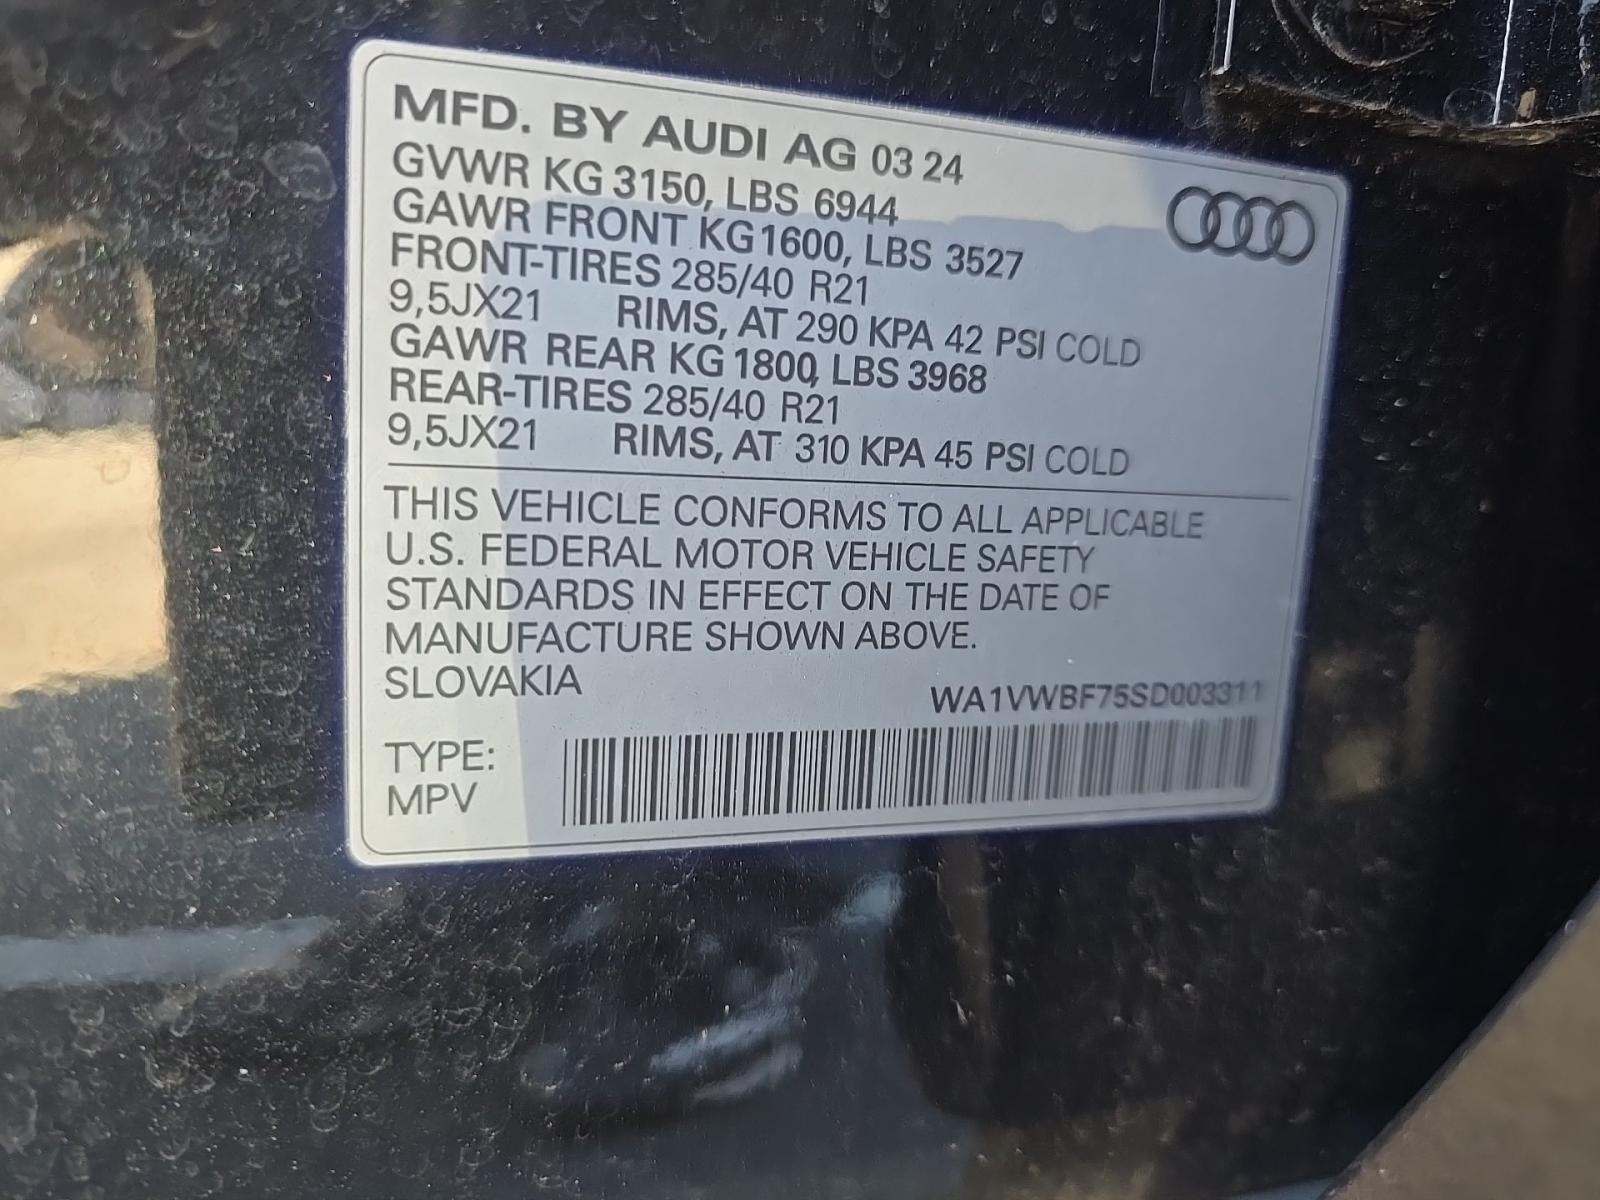 MFD. BY AUDI AG 03 24
GVWR KG 3150, LBS 6944
GAWR FRONT KG 1600, LBS 3527
FRONT-TIRES 285/40 R21
9,5JX21 RIMS, AT 290 KPA 42 PSI COLD
GAWR REAR KG 1800, LBS 3968
REAR-TIRES 285/40 R21
9,5JX21 RIMS, AT 310 KPA 45 PSI COLD
THIS VEHICLE CONFORMS TO ALL APPLICABLE
U.S. FEDERAL MOTOR VEHICLE SAFETY
STANDARDS IN EFFECT ON THE DATE OF
MANUFACTURE SHOWN ABOVE.
SLOVAKIA
WA1VWBF75SD003311
TYPE:
MPV